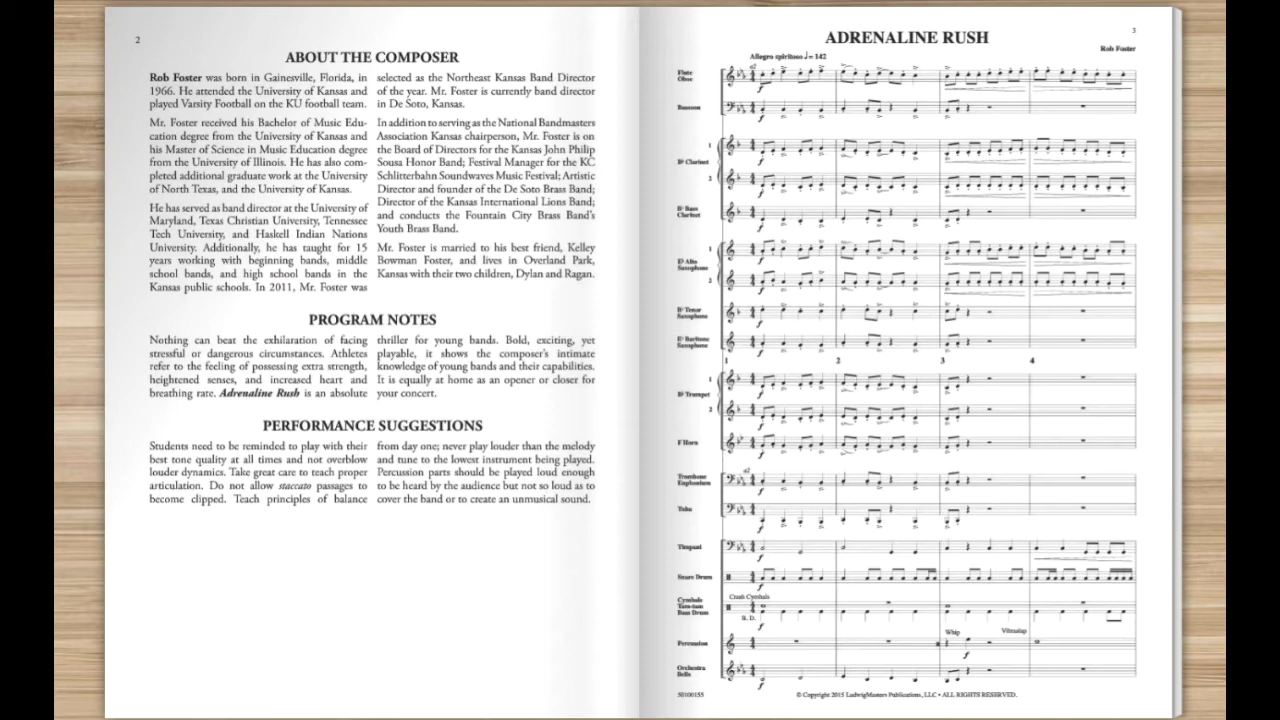 2
ABOUT THE COMPOSER
Rob Foster was born in Gainesville, Florida, in
1966. He attended the University of Kansas and
played Varsity Football on the KU football team.
Mr. Foster received his Bachelor of Music Edu-
cation degree from the University of Kansas and
his Master of Science in Music Education degree
from the University of Illinois. He has also com-
pleted additional graduate work at the University
of North Texas, and the University of Kansas.
He has served as band director at the University of
Maryland, Texas Christian University, Tennessee
Tech University, and Haskell Indian Nations
University. Additionally, he has taught for 15
years working with beginning bands, middle
school bands, and high school bands in the
Kansas public schools. In 2011, Mr. Foster was
selected as the Northeast Kansas Band Director
of the year. Mr. Foster is currently band director
in De Soto, Kansas.
In addition to serving as the National Bandmasters
Association Kansas chairperson, Mr. Foster is on
the Board of Directors for the Kansas John Philip
Sousa Honor Band; Festival Manager for the KC
Schlitterbahn Soundwaves Music Festival; Artistic
Director and founder of the De Soto Brass Band;
Director of the Kansas International Lions Band;
and conducts the Fountain City Brass Band's
Youth Brass Band.
Mr. Foster is married to his best friend, Kelley
Bowman Foster, and lives in Overland Park,
Kansas with their two children, Dylan and Ragan.
PROGRAM NOTES
Nothing can beat the exhilaration of facing
stressful or dangerous circumstances. Athletes
refer to the feeling of possessing extra strength,
heightened senses, and increased heart and
breathing rate. Adrenaline Rush is an absolute
thriller for young bands. Bold, exciting, yet
playable, it shows the composer's intimate
knowledge of young bands and their capabilities.
It is equally at home as an opener or closer for
your concert.
PERFORMANCE SUGGESTIONS
Students need to be reminded to play with their
best tone quality at all times and not overblow
louder dynamics. Take great care to teach proper
articulation. Do not allow staccato passages to
become clipped. Teach principles of balance
from day one; never play louder than the melody
and tune to the lowest instrument being played.
Percussion parts should be played loud enough
to be heard by the audience but not so loud as to
cover the band or to create an unmusical sound.
3
ADRENALINE RUSH
Rob Foster
Allegro spiritoso ♩ = 142
Flute
Oboe
a2
f
Bassoon
f
1
B♭ Clarinet
f
2
f
B♭ Bass
Clarinet
f
1
E♭ Alto
Saxophone
f
2
f
B♭ Tenor
Saxophone
f
E♭ Baritone
Saxophone
f
1 2 3 4
1
B♭ Trumpet
f
2
f
F Horn
f
Trombone
Euphonium
a2
f
Tuba
f
Timpani
f
Snare Drum
f
Cymbals
Tam-tam
Bass Drum
Crash Cymbals
B. D.
f
Percussion
Whip
Vibraslap
f
Orchestra
Bells
f
50100155
© Copyright 2015 LudwigMasters Publications, LLC • ALL RIGHTS RESERVED.